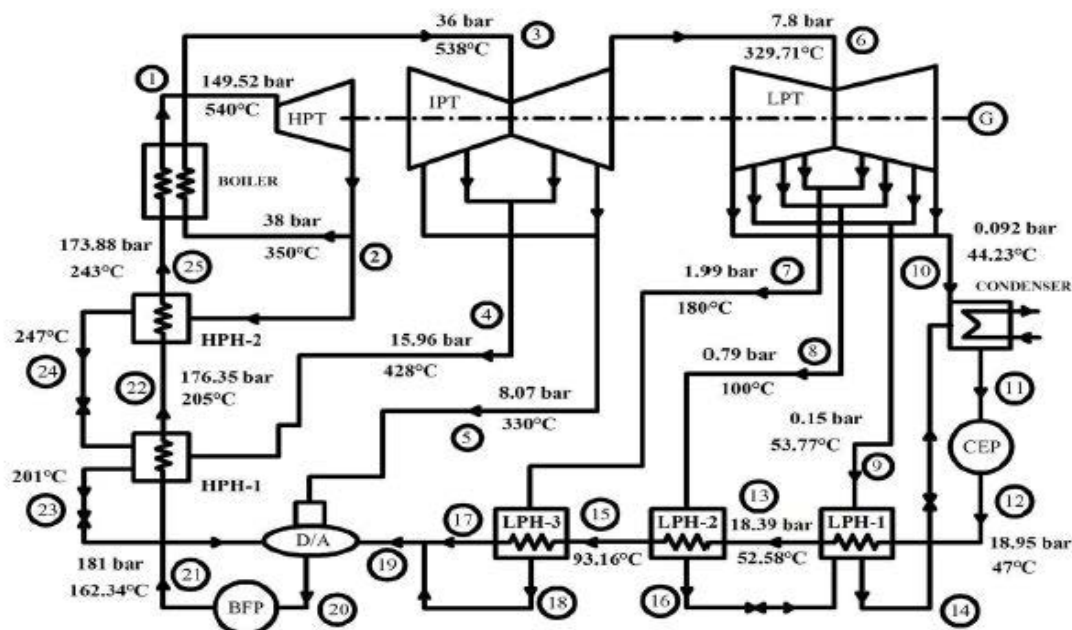 36 bar
3
538°C
7.8 bar
6
329.71°C
1
149.52 bar
540°C
HPT
IPT
LPT
G
BOILER
38 bar
350°C
2
173.88 bar
243°C
25
HPH-2
247°C
24
22
176.35 bar
205°C
4
15.96 bar
428°C
8.07 bar
330°C
5
1.99 bar
7
180°C
0.79 bar
8
100°C
0.15 bar
53.77°C
9
10
0.092 bar
44.23°C
CONDENSER
11
CEP
12
18.95 bar
47°C
201°C
23
HPH-1
181 bar
162.34°C
21
BFP
20
D/A
19
17
LPH-3
18
15
93.16°C
LPH-2
16
13
18.39 bar
52.58°C
LPH-1
14